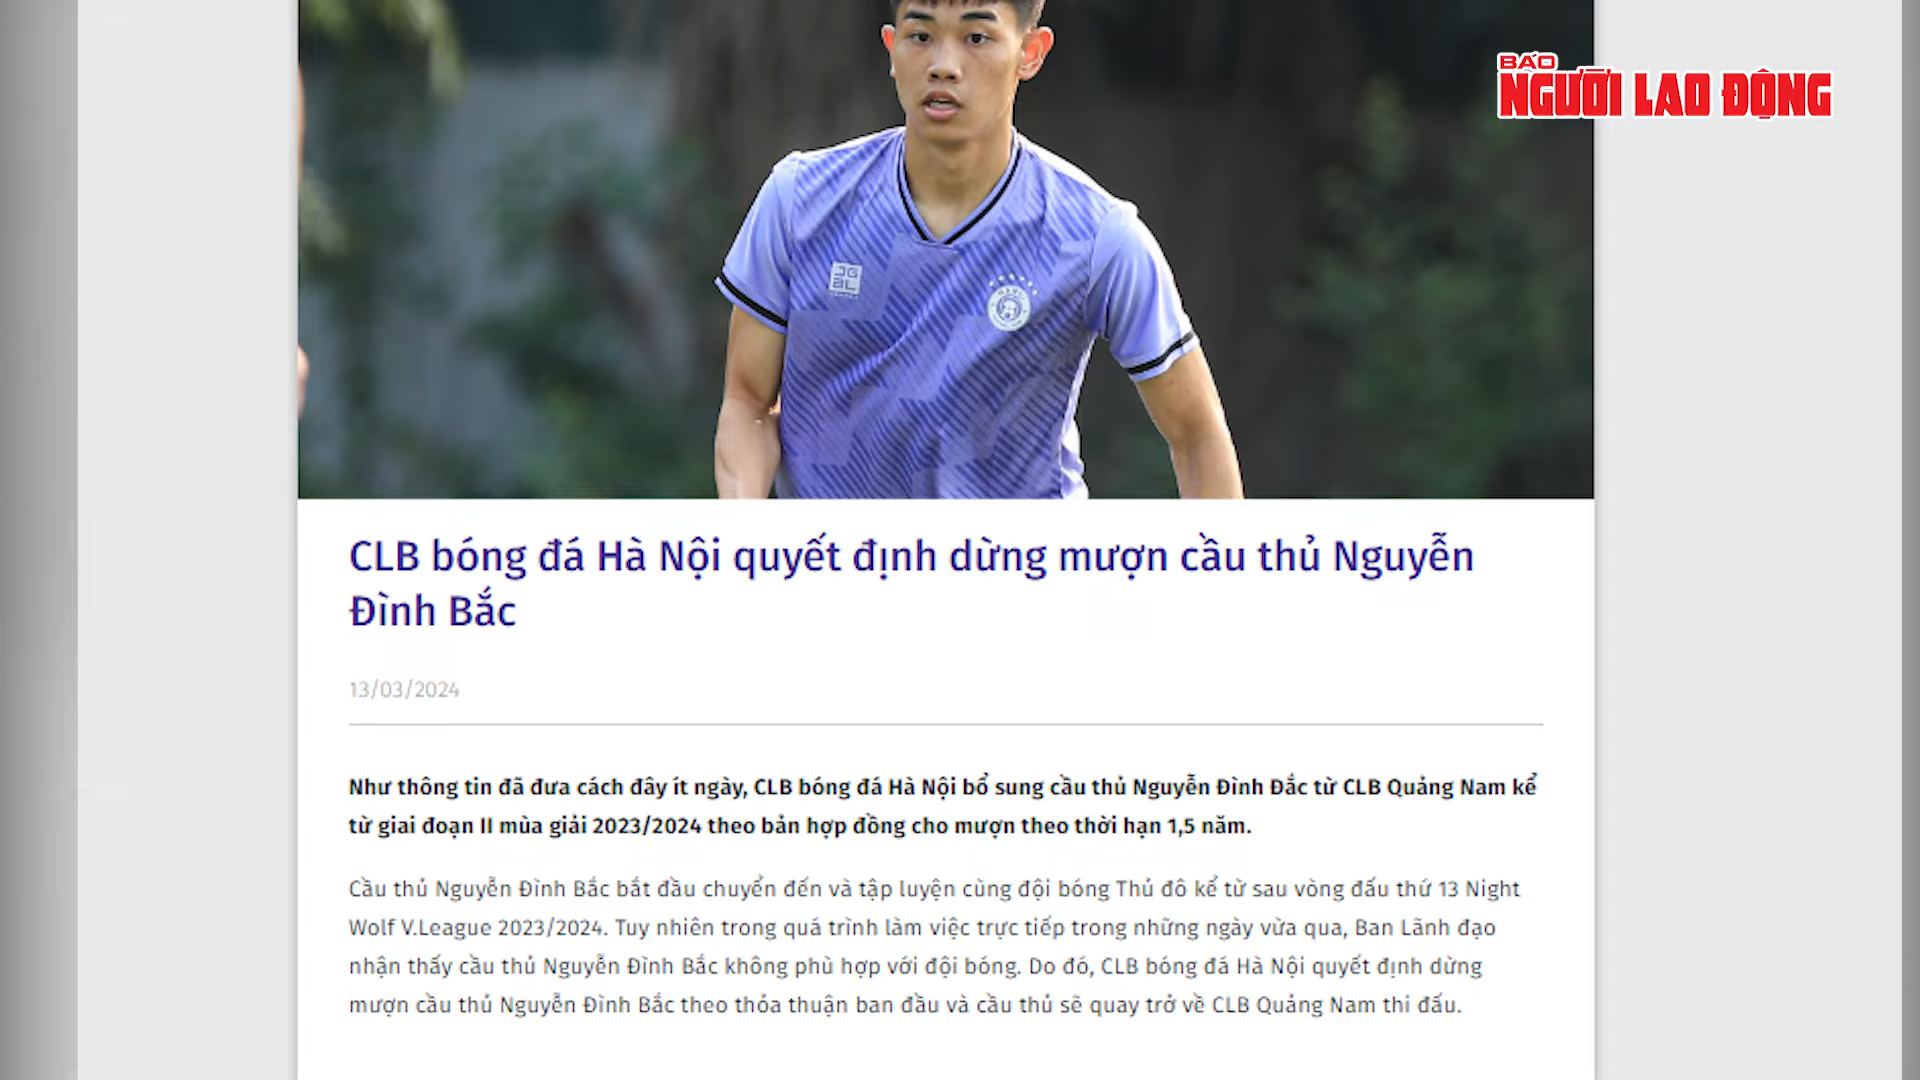 BÁO
NGƯỜI LAO ĐỘNG
JG
BL
CLB bóng đá Hà Nội quyết định dừng mượn cầu thủ Nguyễn
Đình Bắc
13/03/2024
Như thông tin đã đưa cách đây ít ngày, CLB bóng đá Hà Nội bổ sung cầu thủ Nguyễn Đình Đắc từ CLB Quảng Nam kể
từ giai đoạn II mùa giải 2023/2024 theo bản hợp đồng cho mượn theo thời hạn 1,5 năm.
Cầu thủ Nguyễn Đình Bắc bắt đầu chuyển đến và tập luyện cùng đội bóng Thủ đô kể từ sau vòng đấu thứ 13 Night
Wolf V.League 2023/2024. Tuy nhiên trong quá trình làm việc trực tiếp trong những ngày vừa qua, Ban Lãnh đạo
nhận thấy cầu thủ Nguyễn Đình Bắc không phù hợp với đội bóng. Do đó, CLB bóng đá Hà Nội quyết định dừng
mượn cầu thủ Nguyễn Đình Bắc theo thỏa thuận ban đầu và cầu thủ sẽ quay trở về CLB Quảng Nam thi đấu.